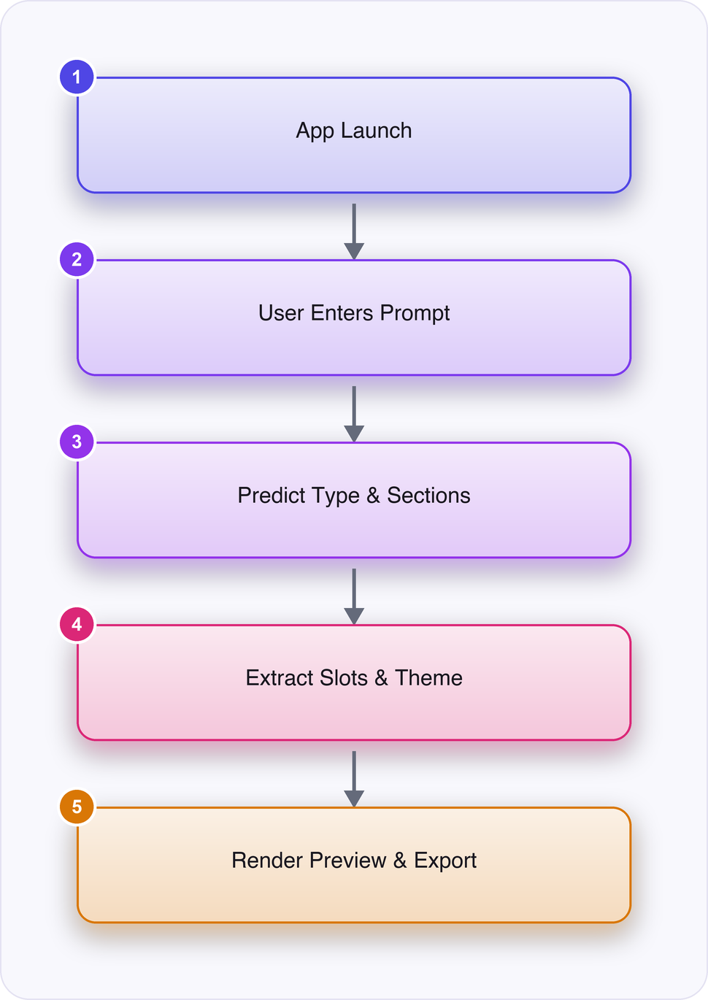 1
App Launch
2
User Enters Prompt
3
Predict Type & Sections
4
Extract Slots & Theme
5
Render Preview & Export